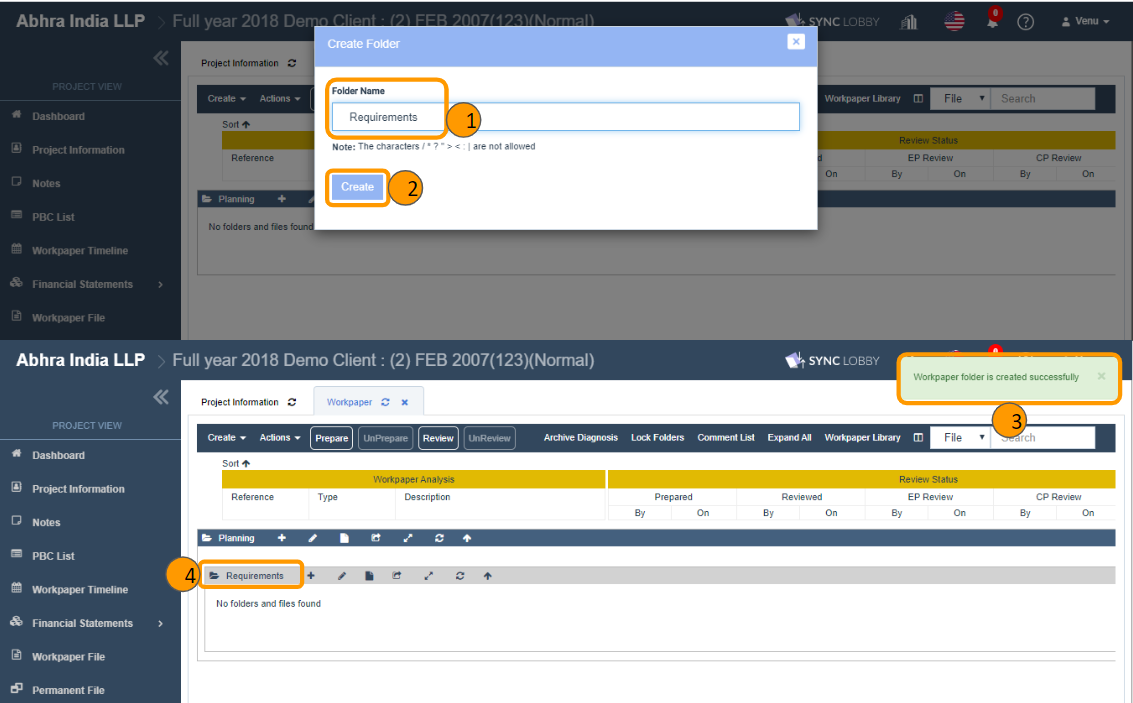 Abhra India LLP > Full year 2018 Demo Client : (2) FEB 2007(123)(Normal) SYNC LOBBY 0 ? Venu
Create Folder ×
Project Information
PROJECT VIEW
Folder Name
Create Actions Workpaper Library File Search
Dashboard
Requirements 1
Sort
Review Status
Project Information
Note: The characters / * ? " > < : | are not allowed
Reference EP Review CP Review
On By On By On
Notes
Create 2
Planning
PBC List
No folders and files found
Workpaper Timeline
Financial Statements >
Workpaper File
Abhra India LLP > Full year 2018 Demo Client : (2) FEB 2007(123)(Normal) SYNC LOBBY
Workpaper folder is created successfully ×
Project Information Workpaper ×
3
PROJECT VIEW
Create Actions Prepare UnPrepare Review UnReview Archive Diagnosis Lock Folders Comment List Expand All Workpaper Library File Search
Dashboard
Sort
Workpaper Analysis Review Status
Project Information
Reference Type Description Prepared Reviewed EP Review CP Review
By On By On By On By On
Notes
Planning
PBC List
4 Requirements
Workpaper Timeline
No folders and files found
Financial Statements >
Workpaper File
Permanent File